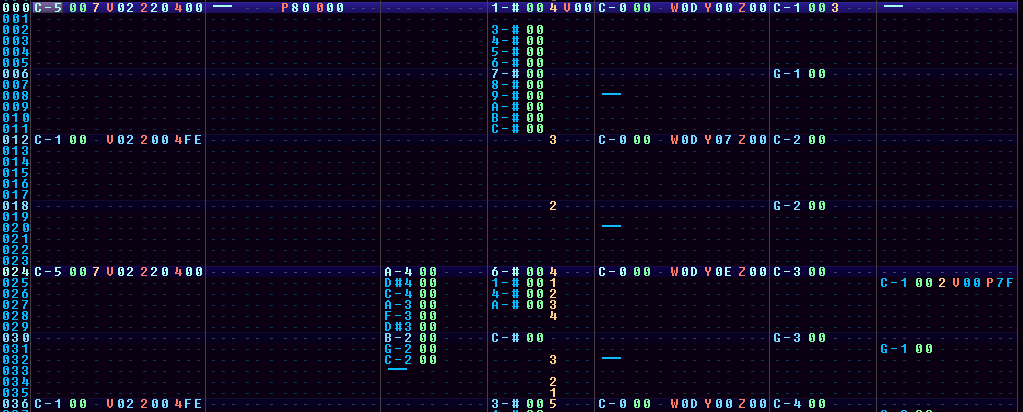 000 C-5 00 7 V02 220 400 P80 000 1-# 00 4 V00 C-0 00 W0D Y00 Z00 C-1 00 3
001
002 3-# 00
003 4-# 00
004 5-# 00
005 6-# 00
006 7-# 00 G-1 00
007 8-# 00
008 9-# 00
009 A-# 00
010 B-# 00
011 C-# 00
012 C-1 00 V02 200 4FE 3 C-0 00 W0D Y07 Z00 C-2 00
013
014
015
016
017
018 2 G-2 00
019
020
021
022
023
024 C-5 00 7 V02 220 400 A-4 00 6-# 00 4 C-0 00 W0D Y0E Z00 C-3 00
025 D#4 00 1-# 00 1 C-1 00 2 V00 P7F
026 C-4 00 4-# 00 2
027 A-3 00 A-# 00 3
028 F-3 00 4
029 D#3 00
030 B-2 00 C-# 00 G-3 00
031 G-2 00 G-1 00
032 C-2 00 3
033
034 2
035 1
036 C-1 00 V02 200 4FE 3-# 00 5 C-0 00 W0D Y00 Z00 C-4 00